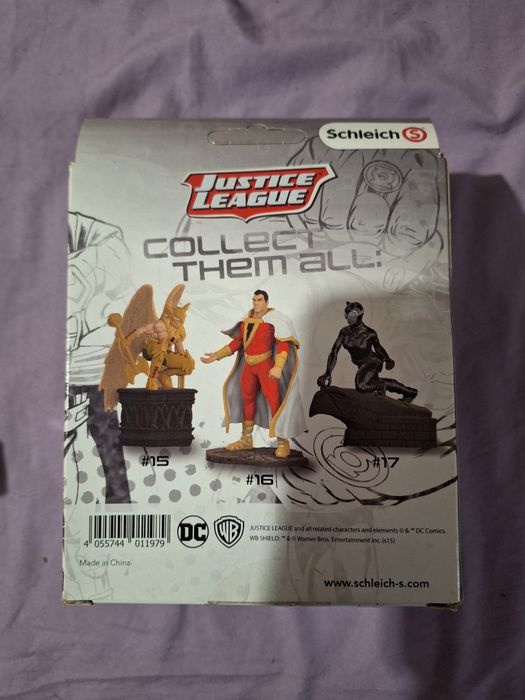 Schleich S
JUSTICE
LEAGUE
COLLECT
THEM ALL:
#15
#16
#17
4 055744 011979
DC
WB
JUSTICE LEAGUE and all related characters and elements © & ™ DC Comics.
WB SHIELD: ™ & © Warner Bros. Entertainment Inc. (s15)
Made in China
www.schleich-s.com